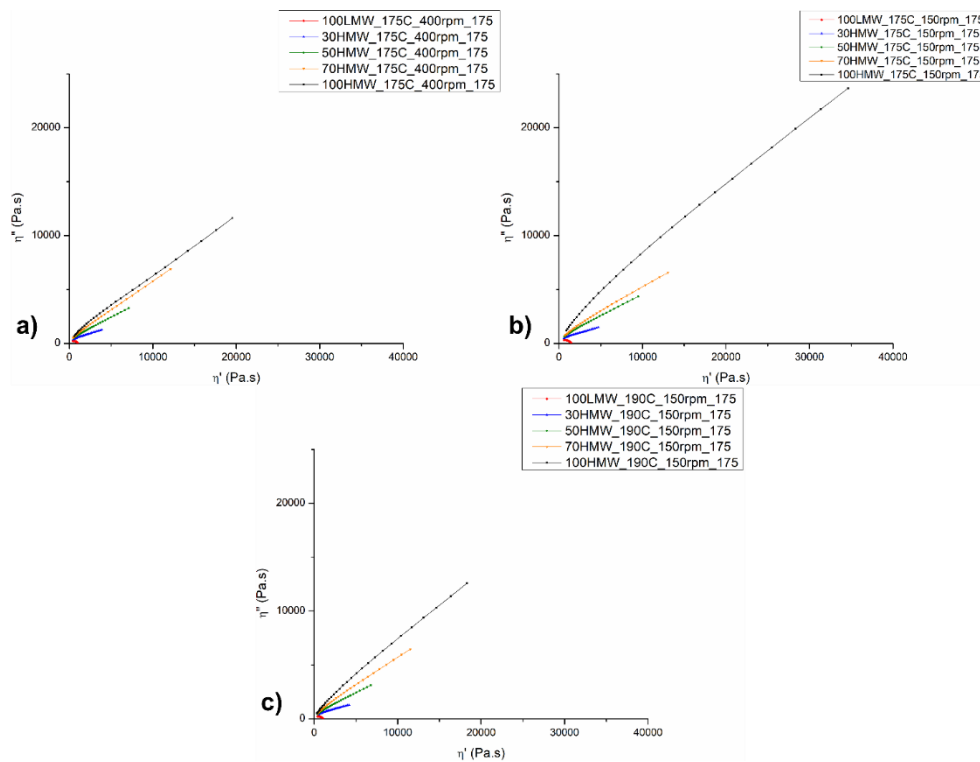 100LMW_175C_400rpm_175
30HMW_175C_400rpm_175
50HMW_175C_400rpm_175
70HMW_175C_400rpm_175
100HMW_175C_400rpm_175
20000
10000
0
η'' (Pa.s)
a)
0
10000
20000
30000
40000
η' (Pa.s)
100LMW_175C_150rpm_175
30HMW_175C_150rpm_175
50HMW_175C_150rpm_175
70HMW_175C_150rpm_175
100HMW_175C_150rpm_175
20000
10000
0
η'' (Pa.s)
b)
0
10000
20000
30000
40000
η' (Pa.s)
100LMW_190C_150rpm_175
30HMW_190C_150rpm_175
50HMW_190C_150rpm_175
70HMW_190C_150rpm_175
100HMW_190C_150rpm_175
20000
10000
0
η'' (Pa.s)
c)
0
10000
20000
30000
40000
η' (Pa.s)